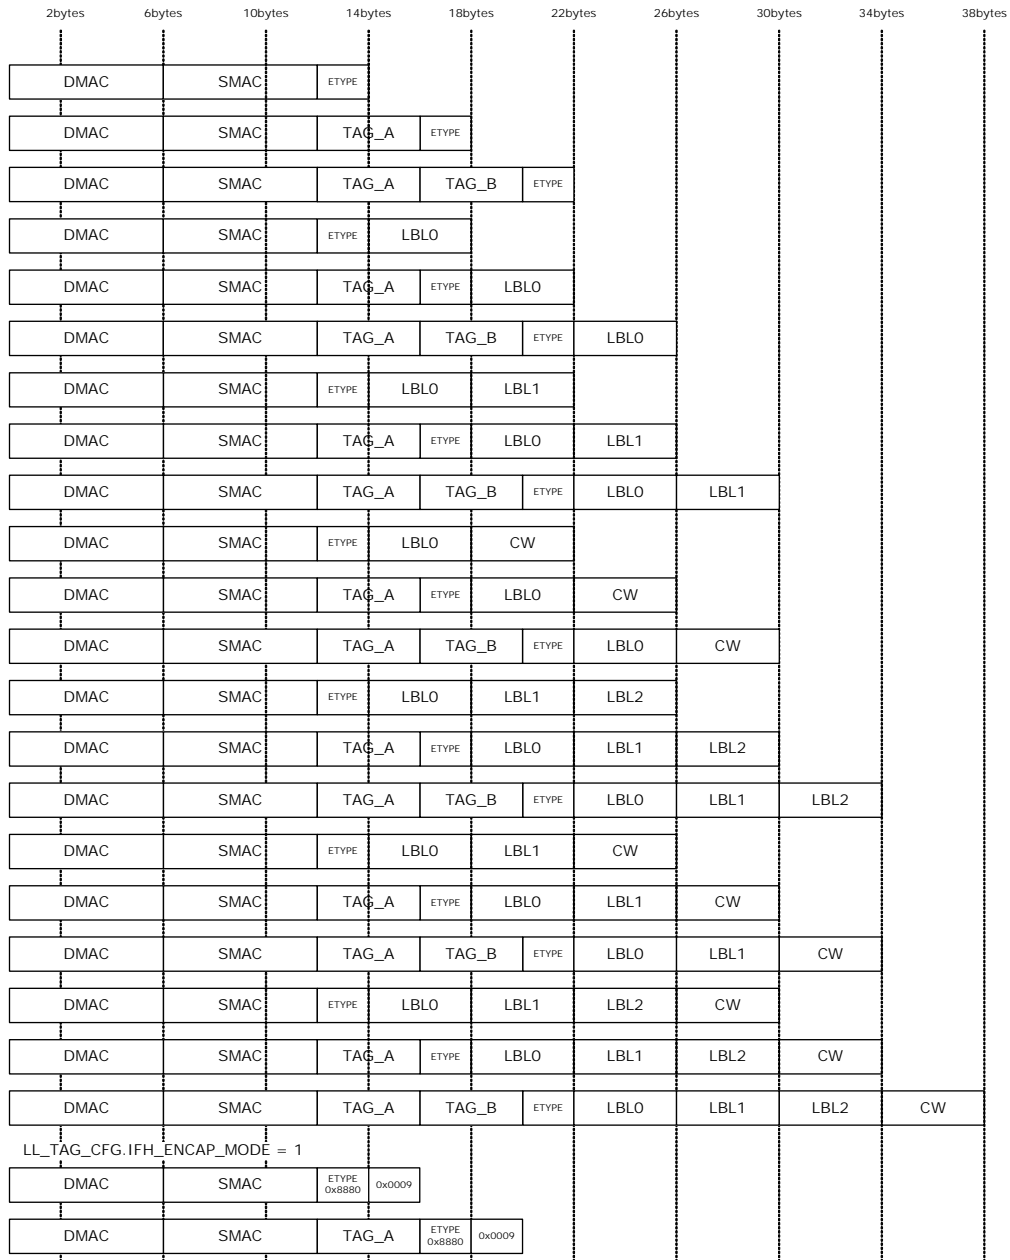 2bytes 6bytes 10bytes 14bytes 18bytes 22bytes 26bytes 30bytes 34bytes 38bytes
DMAC SMAC ETYPE
DMAC SMAC TAG_A ETYPE
DMAC SMAC TAG_A TAG_B ETYPE
DMAC SMAC ETYPE LBL0
DMAC SMAC TAG_A ETYPE LBL0
DMAC SMAC TAG_A TAG_B ETYPE LBL0
DMAC SMAC ETYPE LBL0 LBL1
DMAC SMAC TAG_A ETYPE LBL0 LBL1
DMAC SMAC TAG_A TAG_B ETYPE LBL0 LBL1
DMAC SMAC ETYPE LBL0 CW
DMAC SMAC TAG_A ETYPE LBL0 CW
DMAC SMAC TAG_A TAG_B ETYPE LBL0 CW
DMAC SMAC ETYPE LBL0 LBL1 LBL2
DMAC SMAC TAG_A ETYPE LBL0 LBL1 LBL2
DMAC SMAC TAG_A TAG_B ETYPE LBL0 LBL1 LBL2
DMAC SMAC ETYPE LBL0 LBL1 CW
DMAC SMAC TAG_A ETYPE LBL0 LBL1 CW
DMAC SMAC TAG_A TAG_B ETYPE LBL0 LBL1 CW
DMAC SMAC ETYPE LBL0 LBL1 LBL2 CW
DMAC SMAC TAG_A ETYPE LBL0 LBL1 LBL2 CW
DMAC SMAC TAG_A TAG_B ETYPE LBL0 LBL1 LBL2 CW
LL_TAG_CFG.IFH_ENCAP_MODE = 1
DMAC SMAC ETYPE 0x8880 0x0009
DMAC SMAC TAG_A ETYPE 0x8880 0x0009